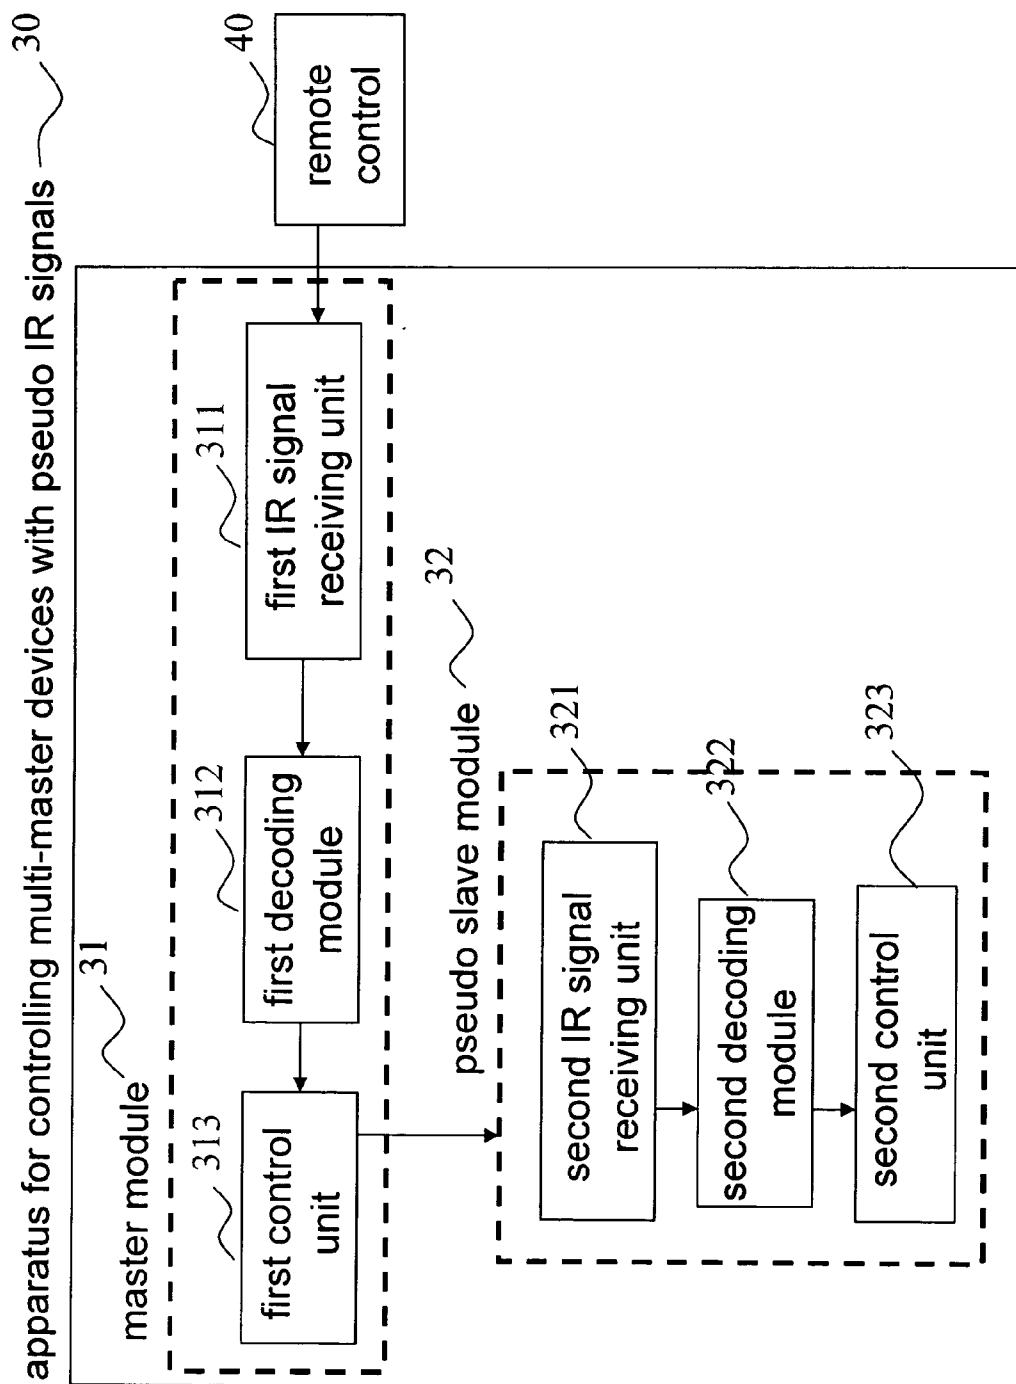 apparatus for controlling multi-master devices with pseudo IR signals 30
master module 31
40
remote
control
313
first control
unit
312
first decoding
module
311
first IR signal
receiving unit
pseudo slave module 32
321
second IR signal
receiving unit
322
second decoding
module
323
second control
unit